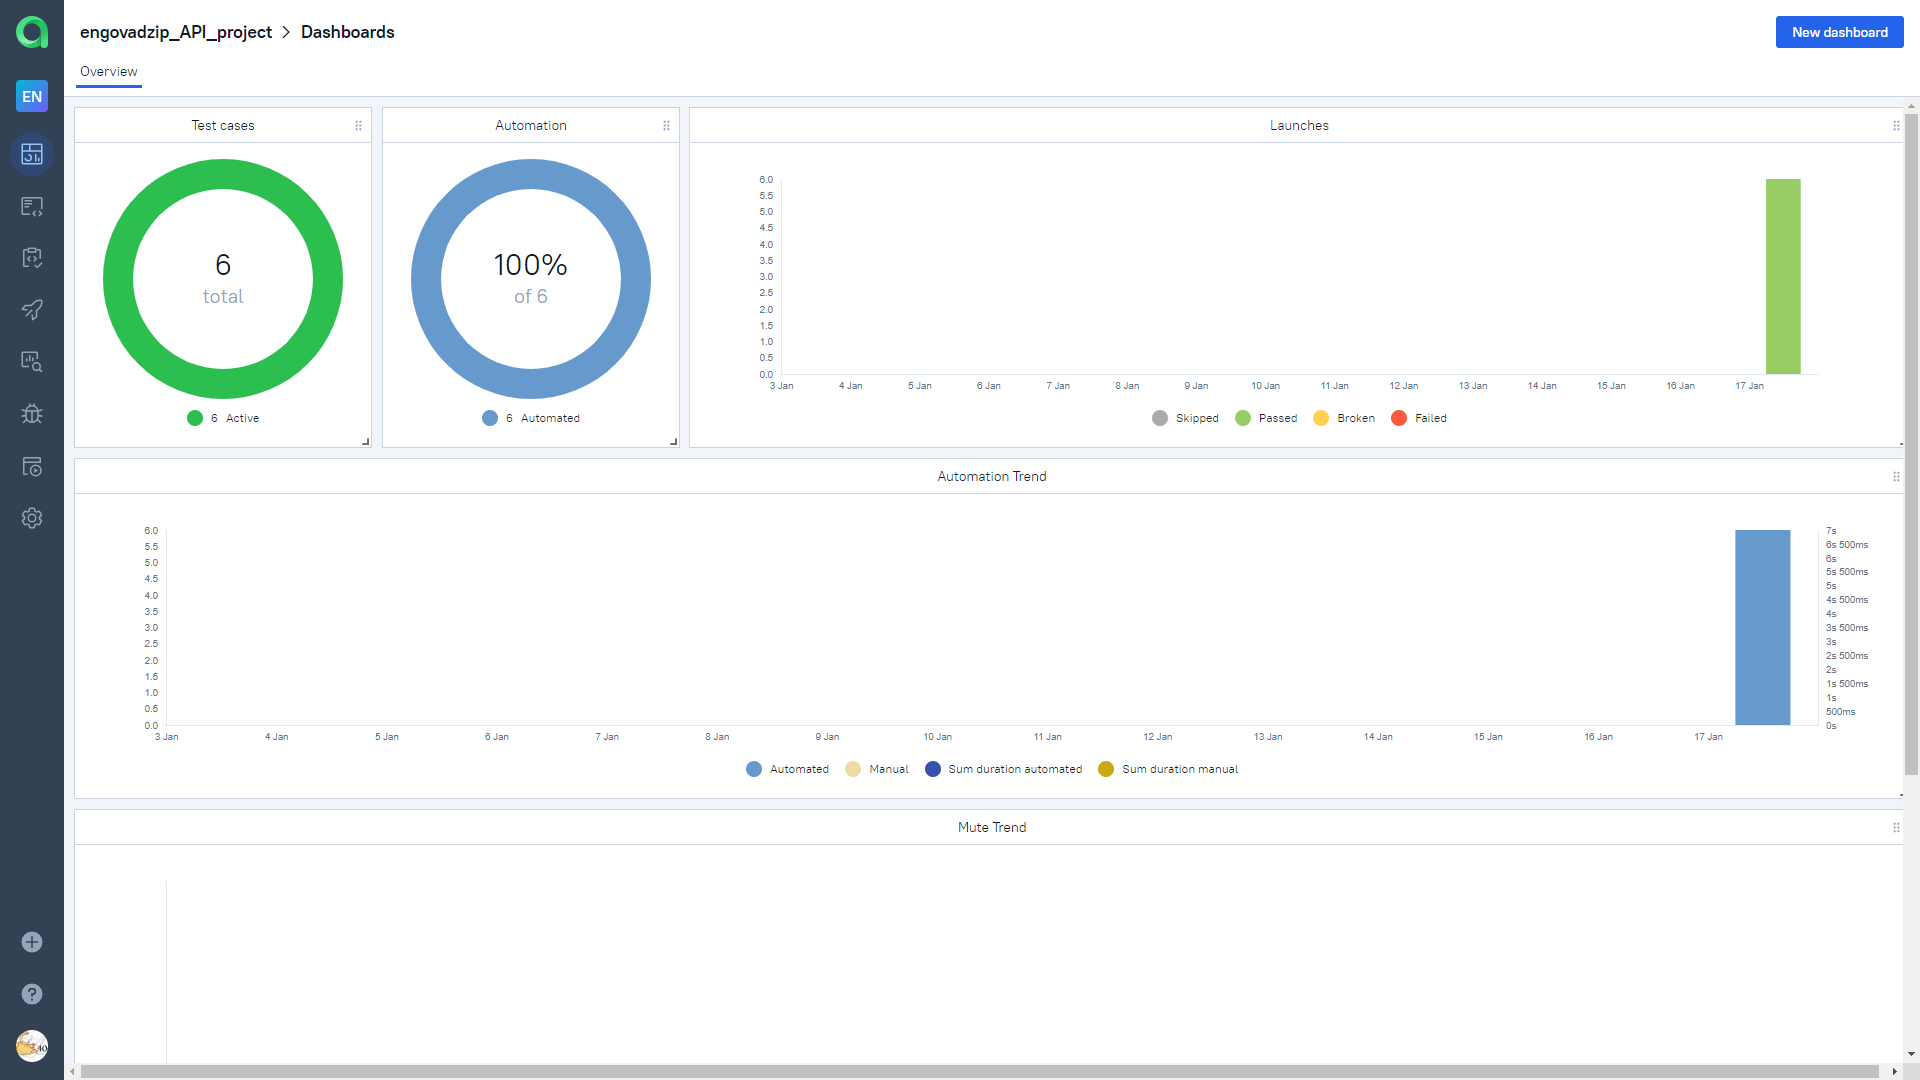 engovadzip_API_project > Dashboards
New dashboard
EN
Overview
Test cases
Automation
Launches
6
total
6 Active
100%
of 6
6 Automated
6.0
5.5
5.0
4.5
4.0
3.5
3.0
2.5
2.0
1.5
1.0
0.5
0.0
3 Jan 4 Jan 5 Jan 6 Jan 7 Jan 8 Jan 9 Jan 10 Jan 11 Jan 12 Jan 13 Jan 14 Jan 15 Jan 16 Jan 17 Jan
Skipped Passed Broken Failed
Automation Trend
6.0
5.5
5.0
4.5
4.0
3.5
3.0
2.5
2.0
1.5
1.0
0.5
0.0
7s
6s 500ms
6s
5s 500ms
5s
4s 500ms
4s
3s 500ms
3s
2s 500ms
2s
1s 500ms
1s
500ms
0s
3 Jan 4 Jan 5 Jan 6 Jan 7 Jan 8 Jan 9 Jan 10 Jan 11 Jan 12 Jan 13 Jan 14 Jan 15 Jan 16 Jan 17 Jan
Automated Manual Sum duration automated Sum duration manual
Mute Trend